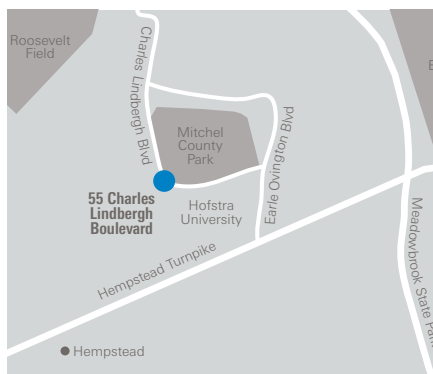 Roosevelt
Field
Charles Lindbergh Blvd
E
Mitchel
County
Park
Earle Ovington Blvd
55 Charles
Lindbergh
Boulevard
Hofstra
University
Meadowbrook State
Hempstead Turnpike
Hempstead